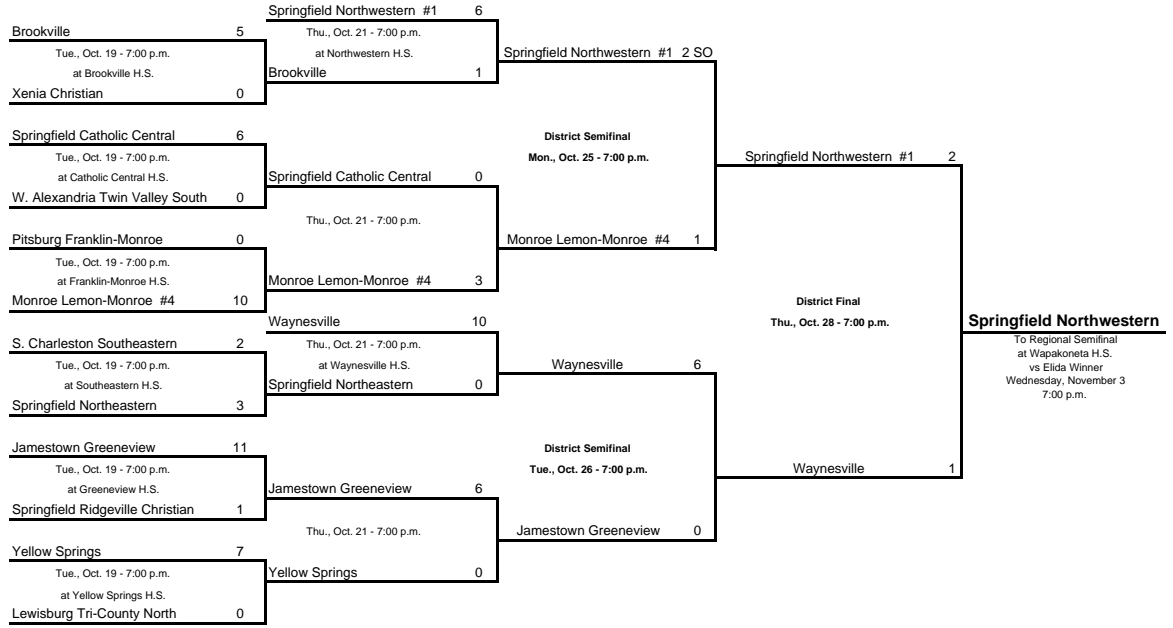 Springfield Northwestern #1 6
Brookville 5
Thu., Oct. 21 - 7:00 p.m.
Tue., Oct. 19 - 7:00 p.m.
at Northwestern H.S.
Springfield Northwestern #1 2 SO
at Brookville H.S.
Brookville 1
Xenia Christian 0
Springfield Catholic Central 6
District Semifinal
Tue., Oct. 19 - 7:00 p.m.
Mon., Oct. 25 - 7:00 p.m.
Springfield Northwestern #1 2
at Catholic Central H.S.
Springfield Catholic Central 0
W. Alexandria Twin Valley South 0
Thu., Oct. 21 - 7:00 p.m.
Pitsburg Franklin-Monroe 0
Monroe Lemon-Monroe #4 1
Tue., Oct. 19 - 7:00 p.m.
at Franklin-Monroe H.S.
Monroe Lemon-Monroe #4 3
Monroe Lemon-Monroe #4 10
District Final
Waynesville 10
Thu., Oct. 28 - 7:00 p.m.
Springfield Northwestern
S. Charleston Southeastern 2
Thu., Oct. 21 - 7:00 p.m.
To Regional Semifinal
at Wapakoneta H.S.
Tue., Oct. 19 - 7:00 p.m.
at Waynesville H.S.
Waynesville 6
vs Elida Winner
at Southeastern H.S.
Springfield Northeastern 0
Wednesday, November 3
7:00 p.m.
Springfield Northeastern 3
Jamestown Greeneview 11
District Semifinal
Tue., Oct. 19 - 7:00 p.m.
Tue., Oct. 26 - 7:00 p.m.
Waynesville 1
at Greeneview H.S.
Jamestown Greeneview 6
Springfield Ridgeville Christian 1
Thu., Oct. 21 - 7:00 p.m.
Jamestown Greeneview 0
Yellow Springs 7
Tue., Oct. 19 - 7:00 p.m.
Yellow Springs 0
at Yellow Springs H.S.
Lewisburg Tri-County North 0